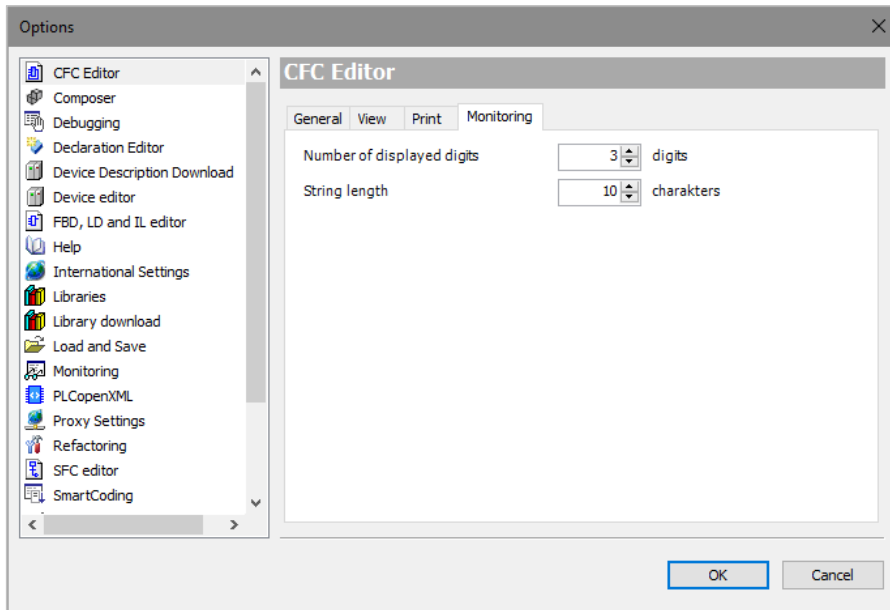 Options
CFC Editor
Composer
Debugging
Declaration Editor
Device Description Download
Device editor
FBD, LD and IL editor
Help
International Settings
Libraries
Library download
Load and Save
Monitoring
PLCopenXML
Proxy Settings
Refactoring
SFC editor
SmartCoding
CFC Editor
General View Print Monitoring
Number of displayed digits 3 digits
String length 10 charakters
OK Cancel